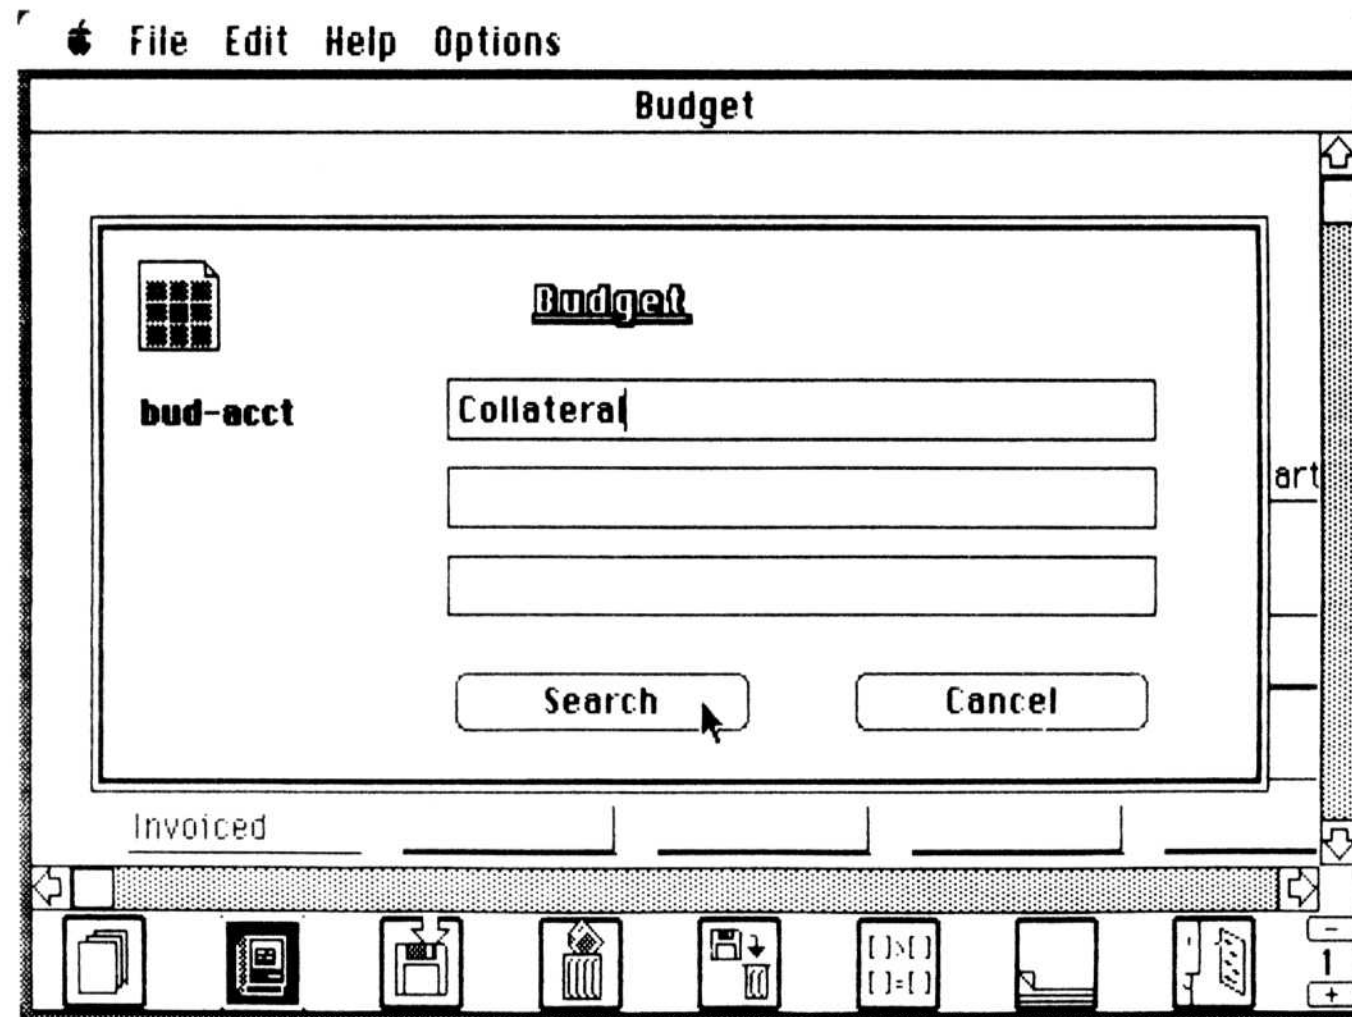 File Edit Help Options
Budget
Budget
bud-acct
Collateral
art
Search
Cancel
Invoiced
[ ]>[ ]
[ ]=[ ]
-
1
+